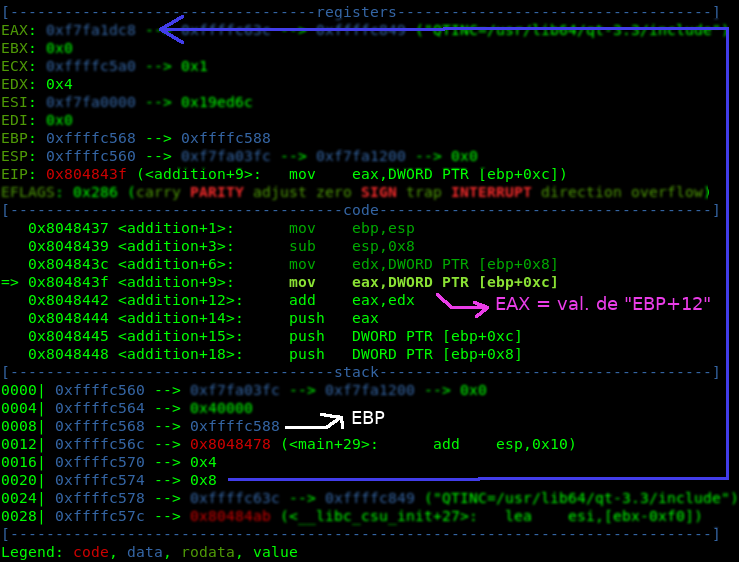 [----------------------------------registers-----------------------------------]
EAX: 0xf7fa1dc8 --> 0xffffc63c --> 0xffffc849 ("QTINC=/usr/lib64/qt-3.3/include")
EBX: 0x0
ECX: 0xffffc5a0 --> 0x1
EDX: 0x4
ESI: 0xf7fa0000 --> 0x19ed6c
EDI: 0x0
EBP: 0xffffc568 --> 0xffffc588
ESP: 0xffffc560 --> 0xf7fa03fc --> 0xf7fa1200 --> 0x0
EIP: 0x804843f (<addition+9>: mov eax,DWORD PTR [ebp+0xc])
EFLAGS: 0x286 (carry PARITY adjust zero SIGN trap INTERRUPT direction overflow)
[-------------------------------------code-------------------------------------]
0x8048437 <addition+1>: mov ebp,esp
0x8048439 <addition+3>: sub esp,0x8
0x804843c <addition+6>: mov edx,DWORD PTR [ebp+0x8]
=> 0x804843f <addition+9>: mov eax,DWORD PTR [ebp+0xc]
0x8048442 <addition+12>: add eax,edx
EAX = val. de "EBP+12"
0x8048444 <addition+14>: push eax
0x8048445 <addition+15>: push DWORD PTR [ebp+0xc]
0x8048448 <addition+18>: push DWORD PTR [ebp+0x8]
[------------------------------------stack-------------------------------------]
0000| 0xffffc560 --> 0xf7fa03fc --> 0xf7fa1200 --> 0x0
0004| 0xffffc564 --> 0x40000
0008| 0xffffc568 --> 0xffffc588 EBP
0012| 0xffffc56c --> 0x8048478 (<main+29>: add esp,0x10)
0016| 0xffffc570 --> 0x4
0020| 0xffffc574 --> 0x8
0024| 0xffffc578 --> 0xffffc63c --> 0xffffc849 ("QTINC=/usr/lib64/qt-3.3/include")
0028| 0xffffc57c --> 0x80484ab (<__libc_csu_init+27>: lea esi,[ebx-0xf0])
[------------------------------------------------------------------------------]
Legend: code, data, rodata, value